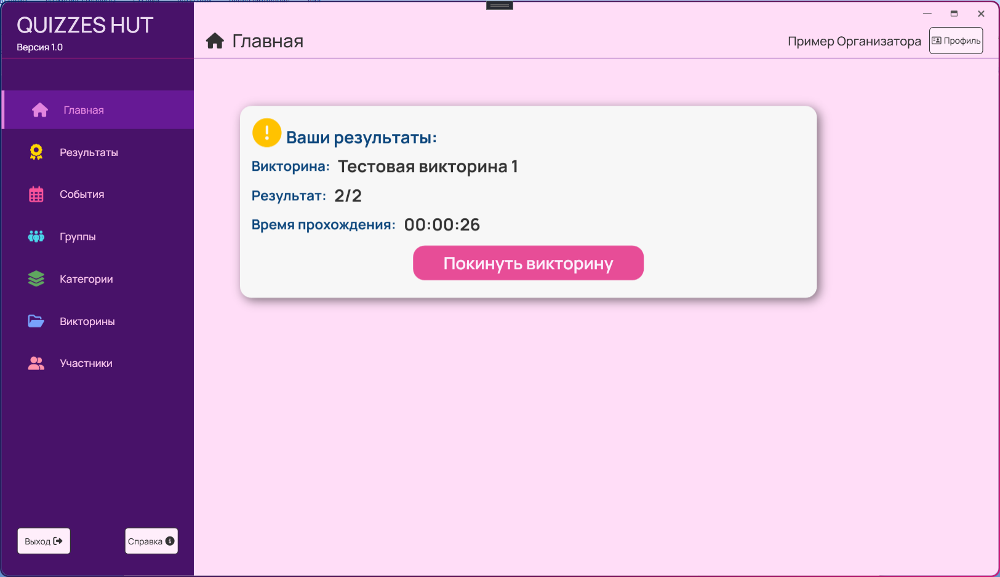 QUIZZES HUT
Версия 1.0
Главная
Пример Организатора
Профиль
Главная
Результаты
События
Группы
Категории
Викторины
Участники
Ваши результаты:
Викторина: Тестовая викторина 1
Результат: 2/2
Время прохождения: 00:00:26
Покинуть викторину
Выход
Справка